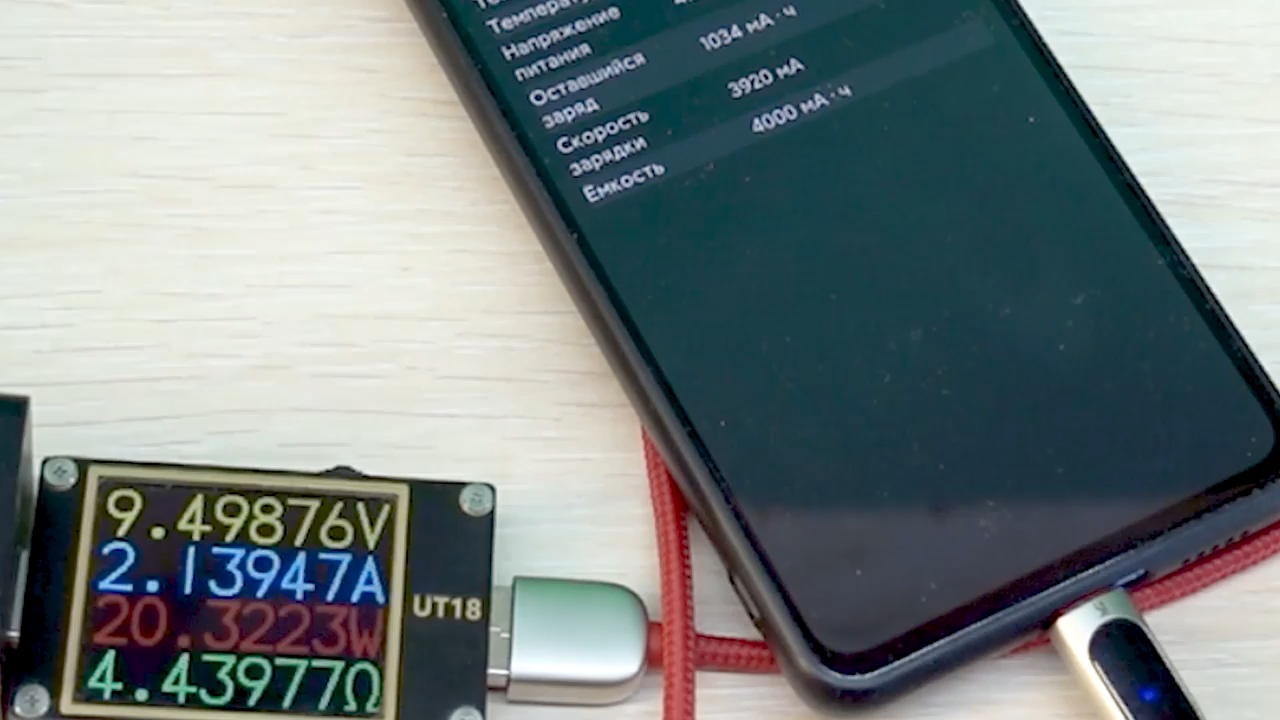 Напряжение
питания
Оставшийся 1034 мА · ч
заряд
Скорость 3920 мА
зарядки
Емкость 4000 мА · ч
9.49876V
2.13947A
20.3223W
4.43977Ω
UT18